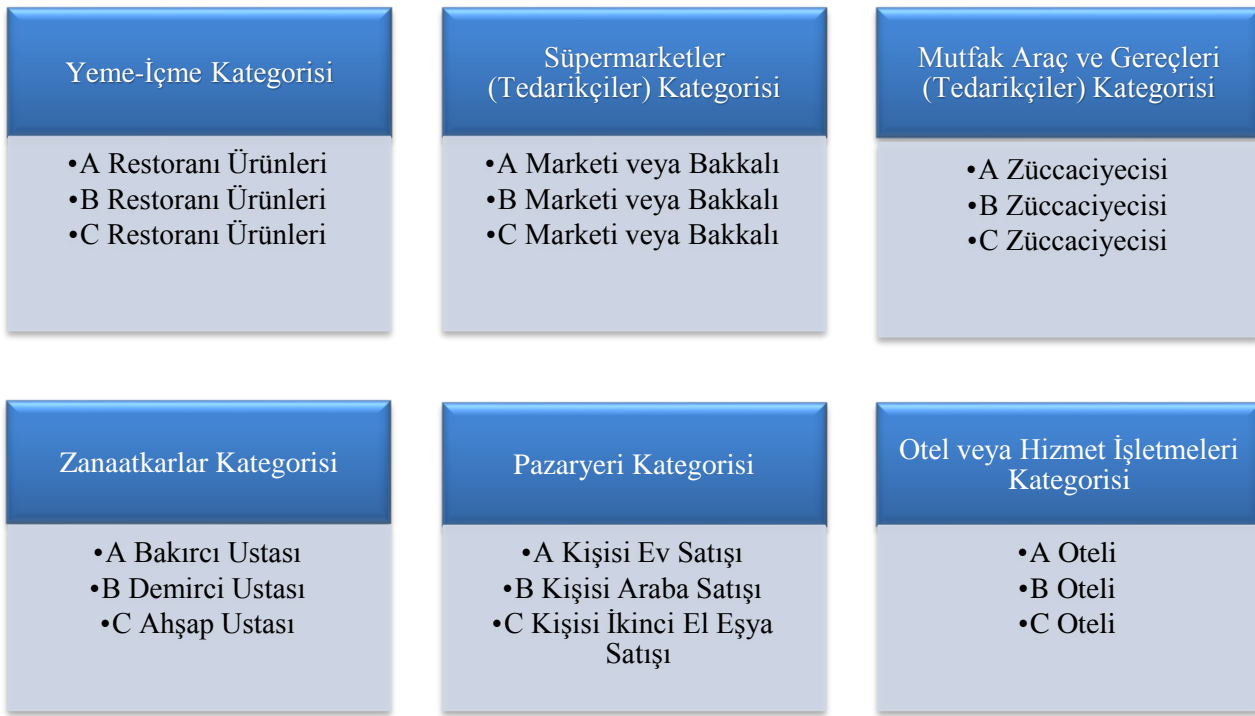 Yeme-İçme Kategorisi
•A Restoranı Ürünleri
•B Restoranı Ürünleri
•C Restoranı Ürünleri
Süpermarketler
(Tedarikçiler) Kategorisi
•A Marketi veya Bakkalı
•B Marketi veya Bakkalı
•C Marketi veya Bakkalı
Mutfak Araç ve Gereçleri
(Tedarikçiler) Kategorisi
•A Züccaciyecisi
•B Züccaciyecisi
•C Züccaciyecisi
Zanaatkarlar Kategorisi
•A Bakırcı Ustası
•B Demirci Ustası
•C Ahşap Ustası
Pazaryeri Kategorisi
•A Kişisi Ev Satışı
•B Kişisi Araba Satışı
•C Kişisi İkinci El Eşya
Satışı
Otel veya Hizmet İşletmeleri
Kategorisi
•A Oteli
•B Oteli
•C Oteli